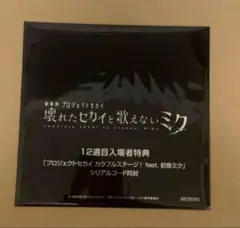 劇場版 プロジェクトセカイ
壊れたセカイと歌えないミク
12週目入場者特典
「プロジェクトセカイ カラフルステージ！ feat. 初音ミク」
シリアルコード同封